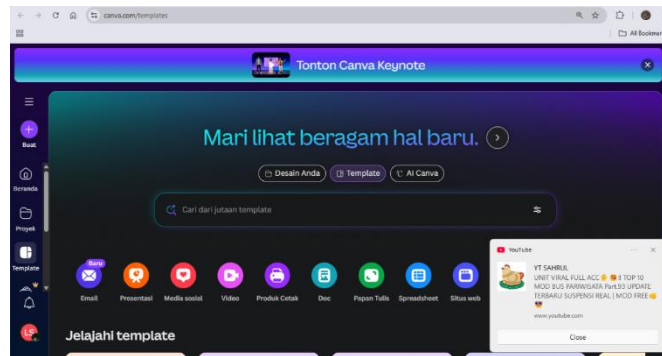 canva.com/templates
All Bookmar
Tonton Canva Keynote
Mari lihat beragam hal baru.
Desain Anda
Template
AI Canva
Cari dari jutaan template
Buat
Beranda
Proyek
Template
LS
Baru
Email
Presentasi
Media sosial
Video
Produk Cetak
Doc
Papan Tulis
Spreadsheet
Situs web
Jelajahi template
YouTube
YT SAHRUL
UNIT VIRAL FULL ACC🤚🤩‼️ TOP 10
MOD BUS PARIWISATA Part.93 UPDATE
TERBARU SUSPENSI REAL | MOD FREE
www.youtube.com
Close